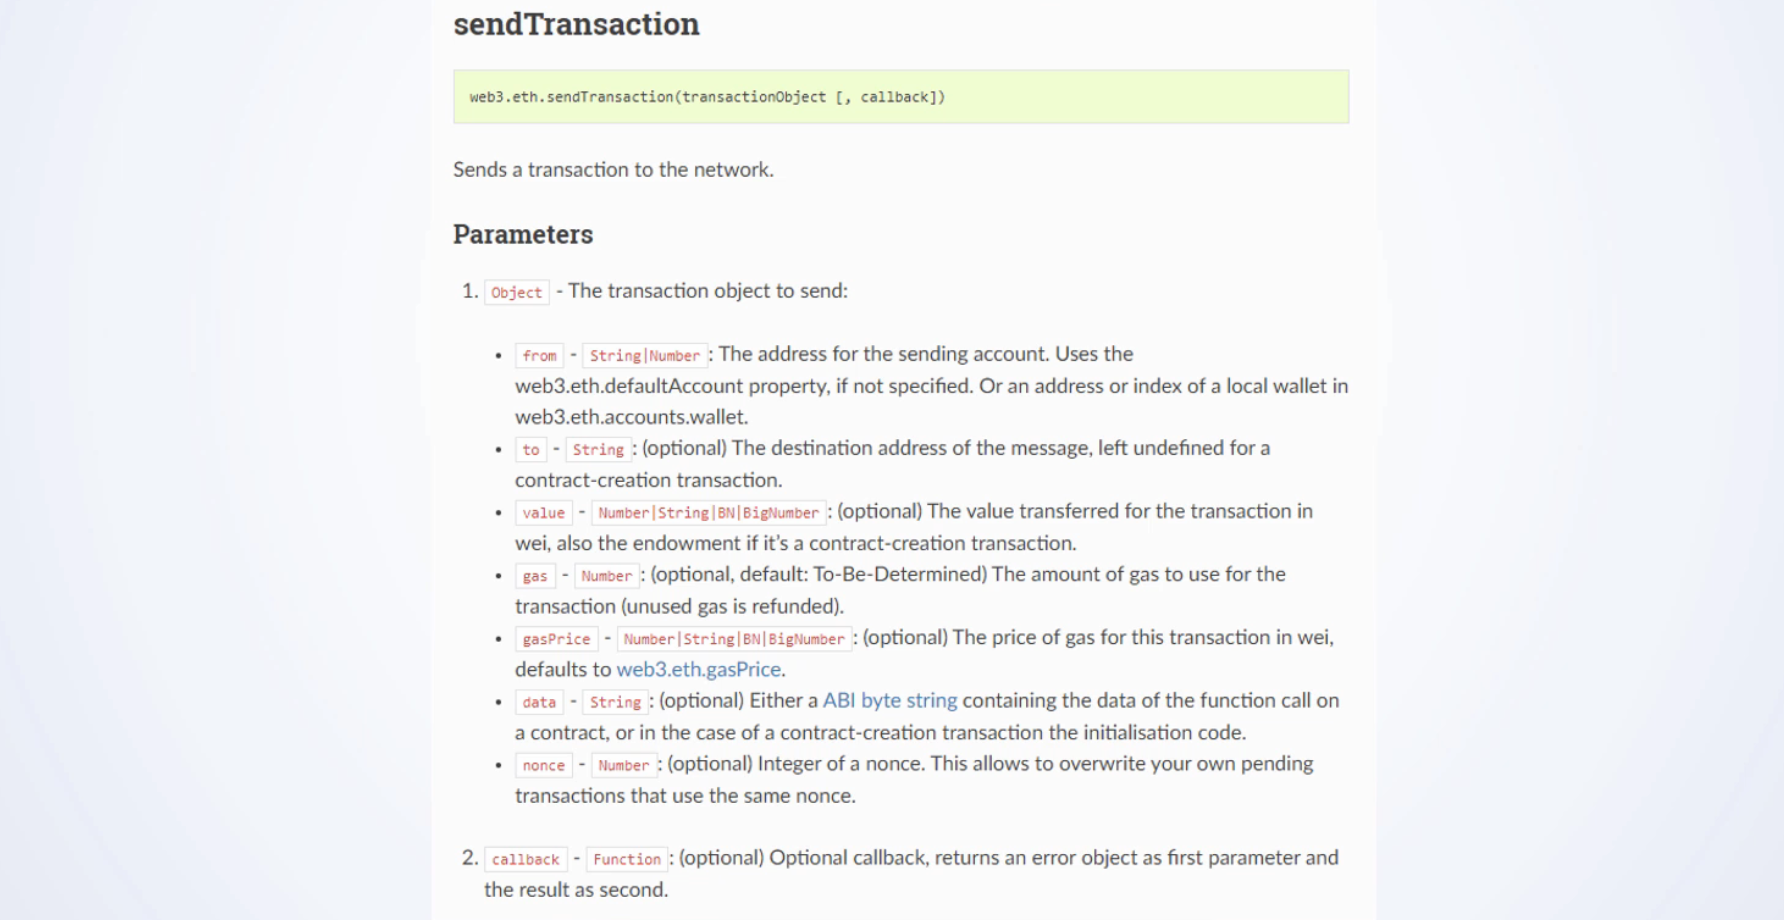 sendTransaction
web3.eth.sendTransaction(transactionObject [, callback])
Sends a transaction to the network.
Parameters
1. Object - The transaction object to send:
• from - String|Number : The address for the sending account. Uses the
web3.eth.defaultAccount property, if not specified. Or an address or index of a local wallet in
web3.eth.accounts.wallet.
• to - String : (optional) The destination address of the message, left undefined for a
contract-creation transaction.
• value - Number|String|BN|BigNumber : (optional) The value transferred for the transaction in
wei, also the endowment if it's a contract-creation transaction.
• gas - Number : (optional, default: To-Be-Determined) The amount of gas to use for the
transaction (unused gas is refunded).
• gasPrice - Number|String|BN|BigNumber : (optional) The price of gas for this transaction in wei,
defaults to web3.eth.gasPrice.
• data - String : (optional) Either a ABI byte string containing the data of the function call on
a contract, or in the case of a contract-creation transaction the initialisation code.
• nonce - Number : (optional) Integer of a nonce. This allows to overwrite your own pending
transactions that use the same nonce.
2. callback - Function : (optional) Optional callback, returns an error object as first parameter and
the result as second.